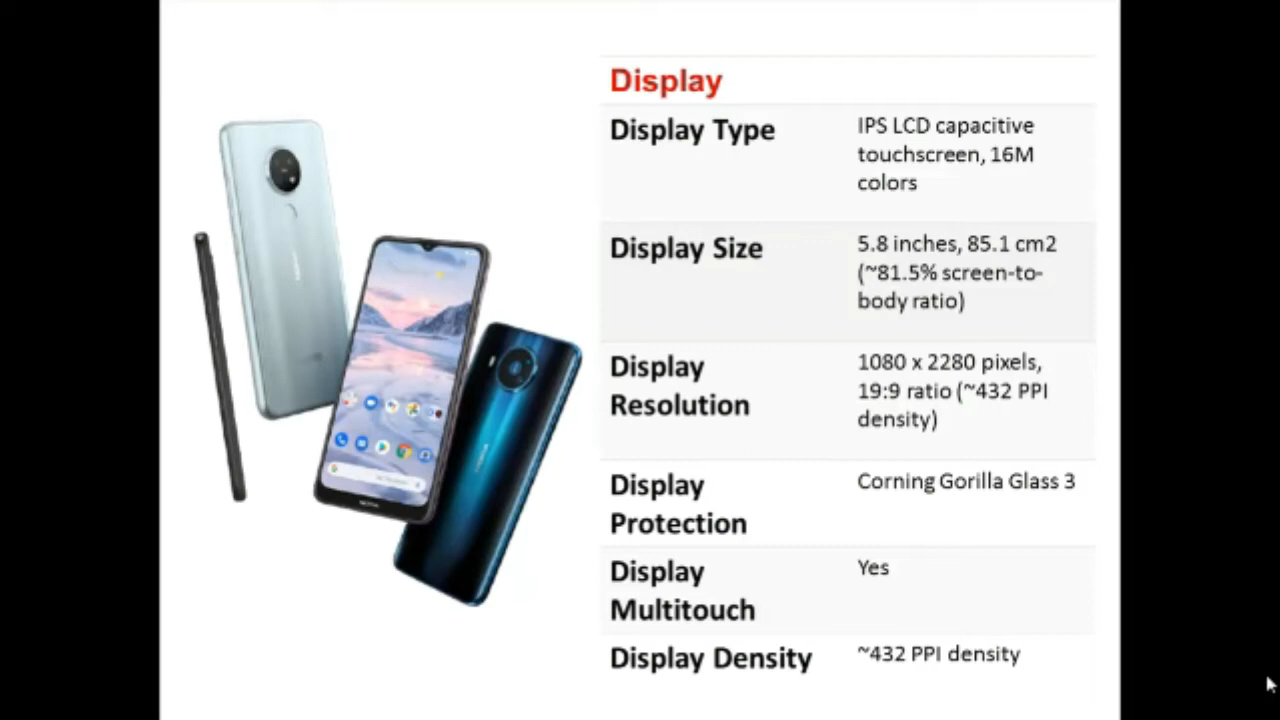 Display
Display Type
IPS LCD capacitive
touchscreen, 16M
colors
Display Size
5.8 inches, 85.1 cm2
(~81.5% screen-to-
body ratio)
Display
Resolution
1080 x 2280 pixels,
19:9 ratio (~432 PPI
density)
Display
Protection
Corning Gorilla Glass 3
Display
Multitouch
Yes
Display Density
~432 PPI density